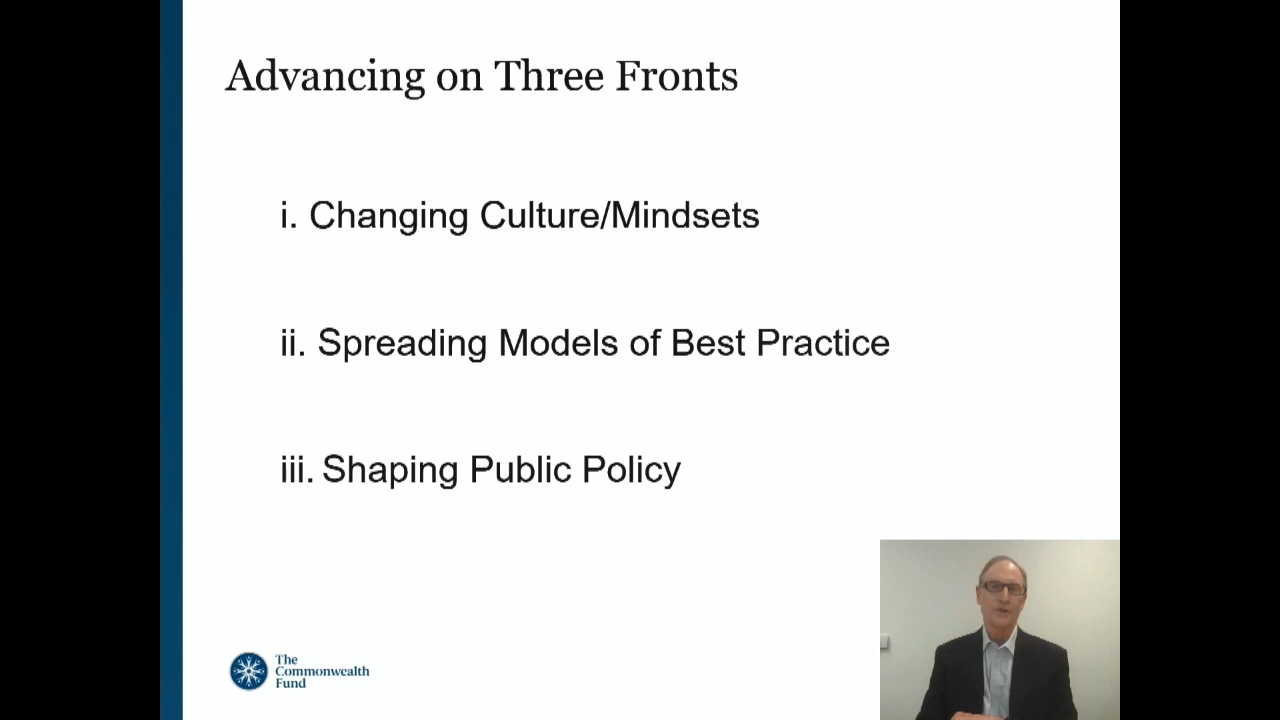 Advancing on Three Fronts
i. Changing Culture/Mindsets
ii. Spreading Models of Best Practice
iii. Shaping Public Policy
The
Commonwealth
Fund